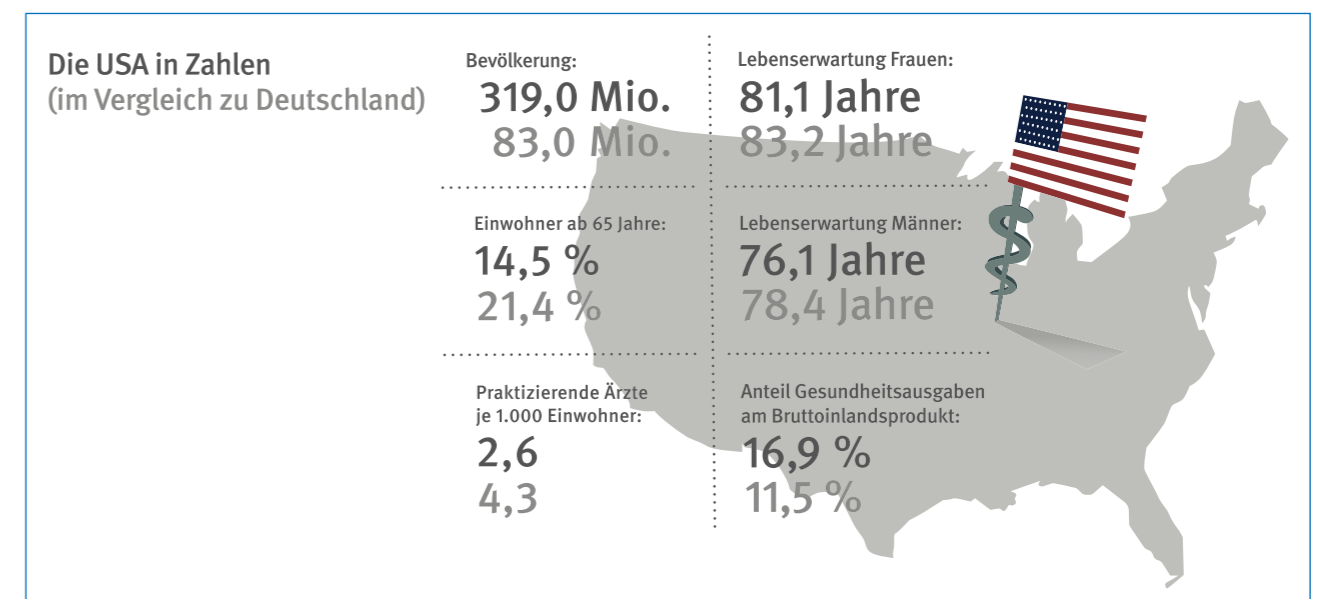 Die USA in Zahlen
(im Vergleich zu Deutschland)
Bevölkerung:
319,0 Mio.
83,0 Mio.
Lebenserwartung Frauen:
81,1 Jahre
83,2 Jahre
Einwohner ab 65 Jahre:
14,5 %
21,4 %
Lebenserwartung Männer:
76,1 Jahre
78,4 Jahre
Praktizierende Ärzte
je 1.000 Einwohner:
2,6
4,3
Anteil Gesundheitsausgaben
am Bruttoinlandsprodukt:
16,9 %
11,5 %